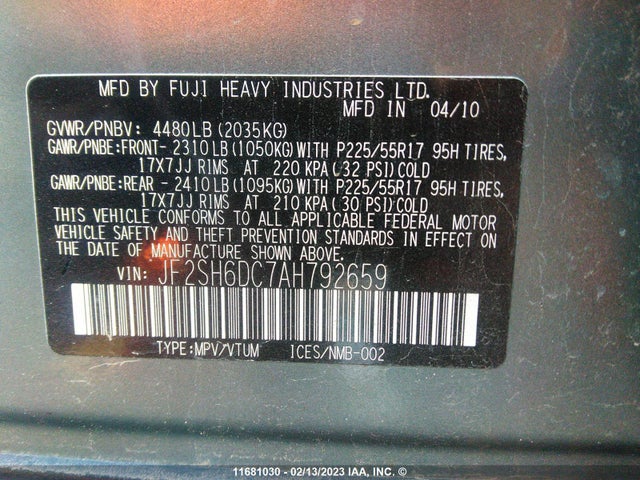 MFD BY FUJI HEAVY INDUSTRIES LTD.
MFD IN 04/10
GVWR/PNBV: 4480LB(2035KG)
GAWR/PNBE:FRONT- 2310LB(1050KG)WITH P225/55R17 95H TIRES,
17X7JJ RIMS AT 220 KPA(32 PSI)COLD
GAWR/PNBE:REAR - 2410LB(1095KG)WITH P225/55R17 95H TIRES,
17X7JJ RIMS AT 210 KPA(30 PSI)COLD
THIS VEHICLE CONFORMS TO ALL APPLICABLE FEDERAL MOTOR
VEHICLE SAFETY AND THEFT PREVENTION STANDARDS IN EFFECT ON
THE DATE OF MANUFACTURE SHOWN ABOVE.
VIN: JF2SH6DC7AH792659
TYPE:MPV/VTUM ICES/NMB-002
11681030 - 02/13/2023 IAA, INC. ©